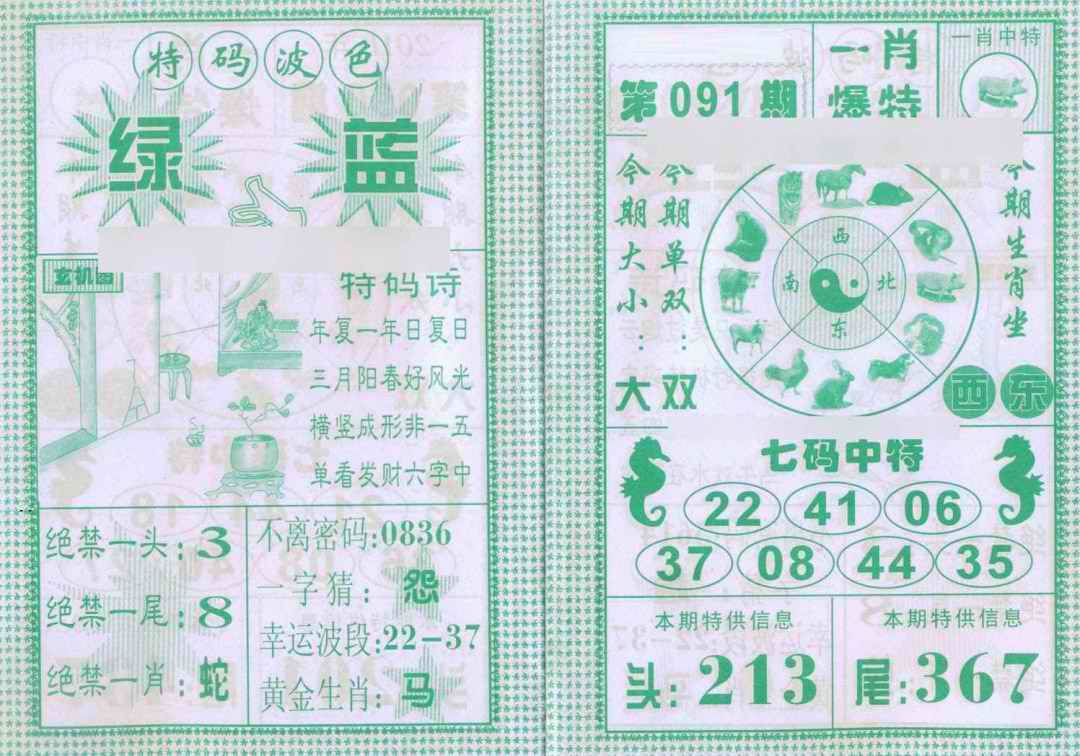 特码波色
绿 蓝
玄机图
特码诗
年复一年日复日
三月阳春好风光
横竖成形非一五
单看发财六字中
绝禁一头:3
绝禁一尾:8
绝禁一肖:蛇
不离密码:0836
一字猜:怨
幸运波段:22-37
黄金生肖:马
第091期
一肖
爆特
一肖中特
今期大小:大
今期单双:双
西
南 北
东
今期生肖坐
西东
七码中特
22 41 06
37 08 44 35
本期特供信息
头:213
本期特供信息
尾:367